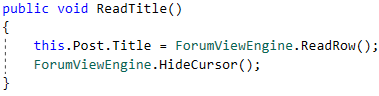 public void ReadTitle()
{
    this.Post.Title = ForumViewEngine.ReadRow();
    ForumViewEngine.HideCursor();
}